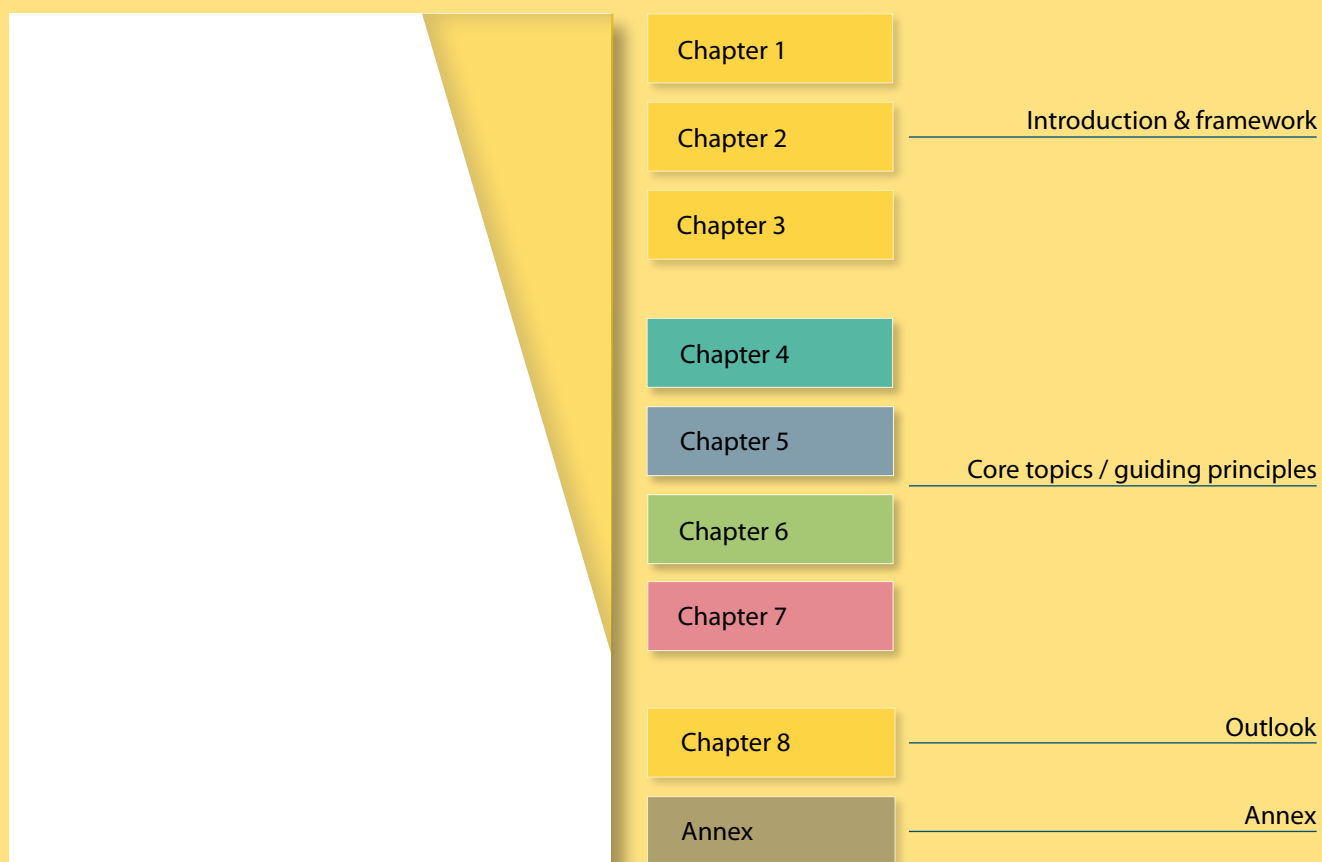 Chapter 1
Chapter 2
Introduction & framework
Chapter 3
Chapter 4
Chapter 5
Core topics / guiding principles
Chapter 6
Chapter 7
Chapter 8
Outlook
Annex
Annex